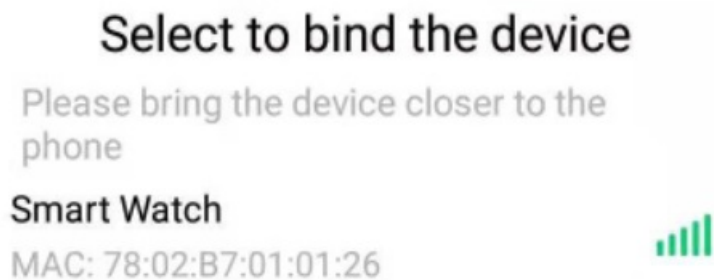 Select to bind the device
Please bring the device closer to the
phone
Smart Watch
MAC: 78:02:B7:01:01:26